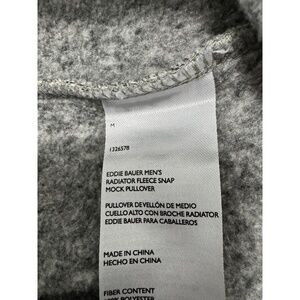 M
1326578
EDDIE BAUER MEN'S
RADIATOR FLEECE SNAP
MOCK PULLOVER
PULLOVER DE VELLÓN DE MEDIO
CUELLO ALTO CON BROCHE RADIATOR
EDDIE BAUER PARA CABALLEROS
MADE IN CHINA
HECHO EN CHINA
FIBER CONTENT
POLYESTER